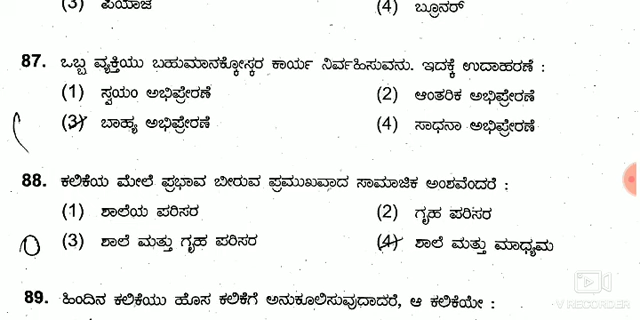 (3) ಪಿಯಾಜೆ (4) ಬ್ರೂನರ್
87. ಒಬ್ಬ ವ್ಯಕ್ತಿಯು ಬಹುಮಾನಕ್ಕೋಸ್ಕರ ಕಾರ್ಯ ನಿರ್ವಹಿಸುವನು. ಇದಕ್ಕೆ ಉದಾಹರಣೆ :
(1) ಸ್ವಯಂ ಅಭಿಪ್ರೇರಣೆ (2) ಆಂತರಿಕ ಅಭಿಪ್ರೇರಣೆ
(3) ಬಾಹ್ಯ ಅಭಿಪ್ರೇರಣೆ (4) ಸಾಧನಾ ಅಭಿಪ್ರೇರಣೆ
88. ಕಲಿಕೆಯ ಮೇಲೆ ಪ್ರಭಾವ ಬೀರುವ ಪ್ರಮುಖವಾದ ಸಾಮಾಜಿಕ ಅಂಶವೆಂದರೆ :
(1) ಶಾಲೆಯ ಪರಿಸರ (2) ಗೃಹ ಪರಿಸರ
(3) ಶಾಲೆ ಮತ್ತು ಗೃಹ ಪರಿಸರ (4) ಶಾಲೆ ಮತ್ತು ಮಾಧ್ಯಮ
89. ಹಿಂದಿನ ಕಲಿಕೆಯು ಹೊಸ ಕಲಿಕೆಗೆ ಅನುಕೂಲಿಸುವುದಾದರೆ, ಆ ಕಲಿಕೆಯೇ :
V RECORDER